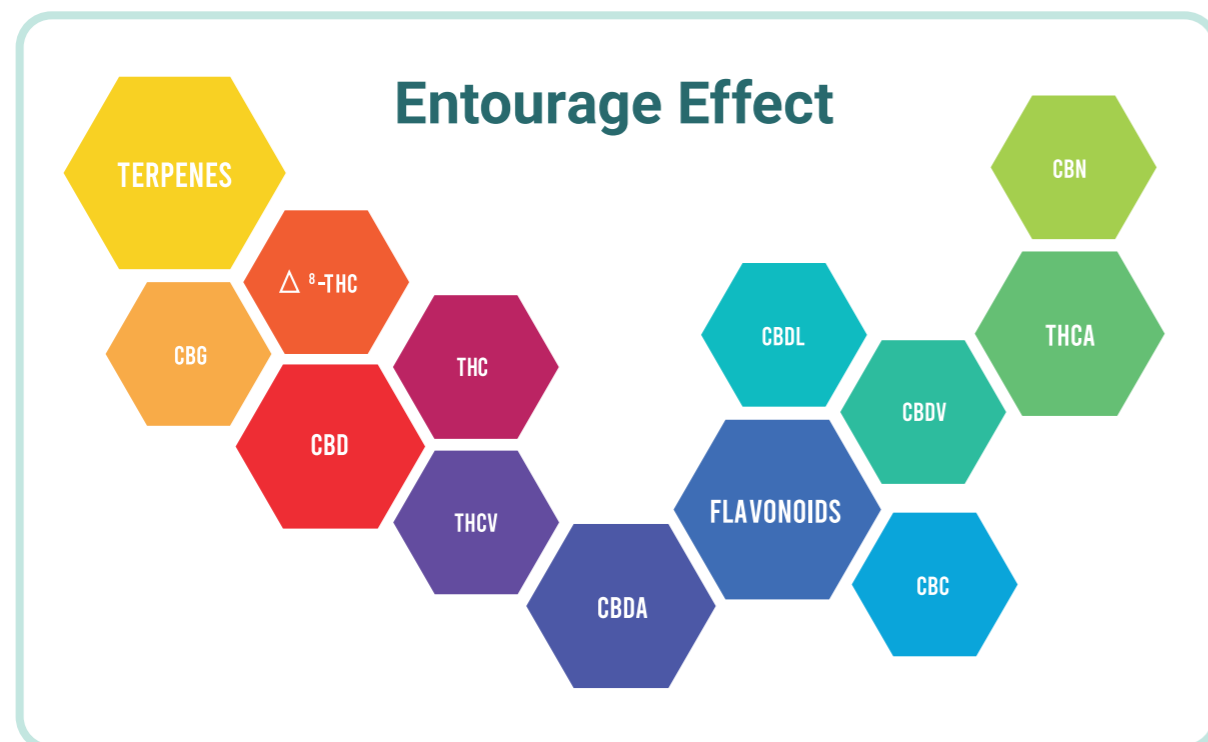 Entourage Effect
TERPENES
△ ⁸-THC
CBG
THC
CBD
THCV
CBDA
FLAVONOIDS
CBDL
CBDV
CBC
THCA
CBN